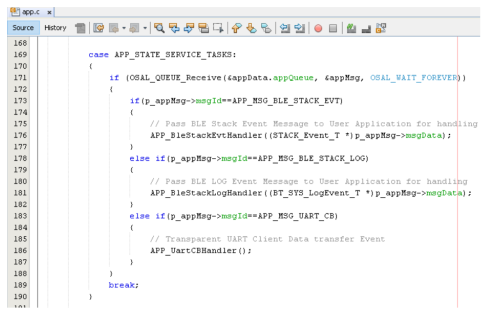 app.c
Source History
168
169 case APP_STATE_SERVICE_TASKS:
170 {
171 if (OSAL_QUEUE_Receive(&appData.appQueue, &appMsg, OSAL_WAIT_FOREVER))
172 {
173 if(p_appMsg->msgId==APP_MSG_BLE_STACK_EVT)
174 {
175 // Pass BLE Stack Event Message to User Application for handling
176 APP_BleStackEvtHandler((STACK_Event_T *)p_appMsg->msgData);
177 }
178 else if(p_appMsg->msgId==APP_MSG_BLE_STACK_LOG)
179 {
180 // Pass BLE LOG Event Message to User Application for handling
181 APP_BleStackLogHandler((BT_SYS_LogEvent_T *)p_appMsg->msgData);
182 }
183 else if(p_appMsg->msgId==APP_MSG_UART_CB)
184 {
185 // Transparent UART Client Data transfer Event
186 APP_UartCBHandler();
187 }
188 }
189 break;
190 }